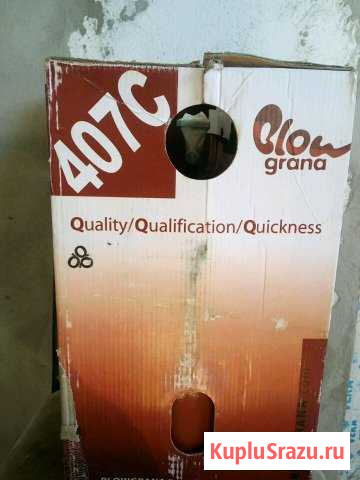 407C
Blow
grana
Quality/Qualification/Quickness
KupluSrazu.ru